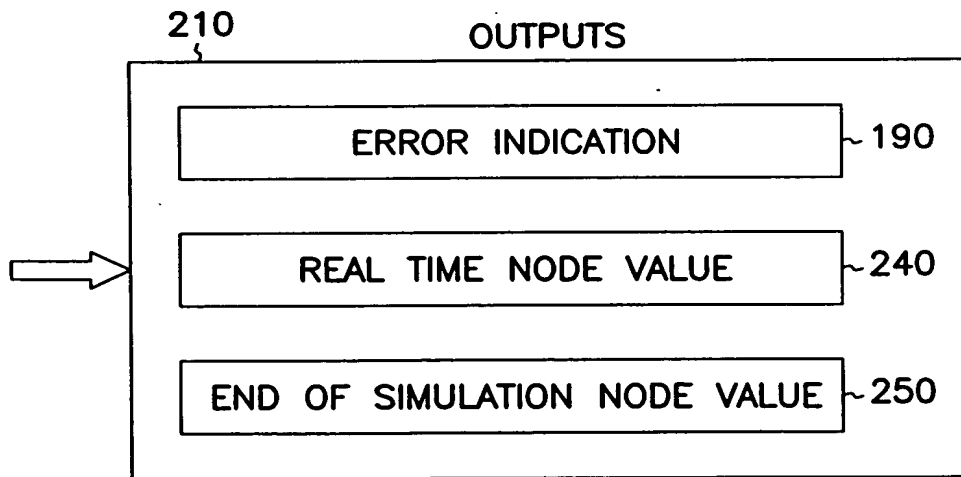 210
OUTPUTS
ERROR INDICATION 190
REAL TIME NODE VALUE 240
END OF SIMULATION NODE VALUE 250